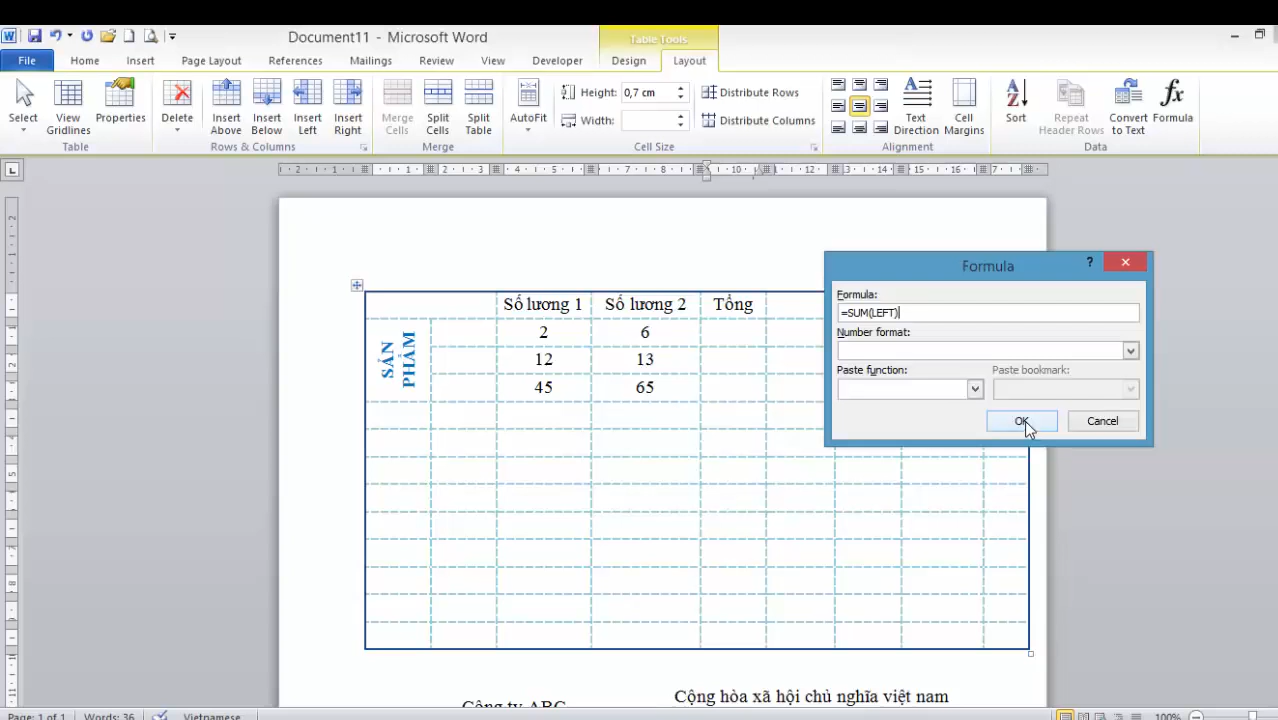 Document11 - Microsoft Word
Table Tools
File Home Insert Page Layout References Mailings Review View Developer Design Layout
Select
View Gridlines
Properties
Table
Delete
Insert Above
Insert Below
Insert Left
Insert Right
Rows & Columns
Merge Cells
Split Cells
Split Table
Merge
AutoFit
Height: 0,7 cm
Width:
Distribute Rows
Distribute Columns
Cell Size
Text Direction
Cell Margins
Alignment
Sort
Repeat Header Rows
Convert to Text
Formula
Data
Số lương 1 Số lương 2 Tổng
SẢN PHẨM
2 6
12 13
45 65
Formula
Formula:
=SUM(LEFT)
Number format:
Paste function: Paste bookmark:
OK Cancel
Công ty ABC Cộng hòa xã hội chủ nghĩa việt nam
Page: 1 of 1 Words: 36 Vietnamese 100%